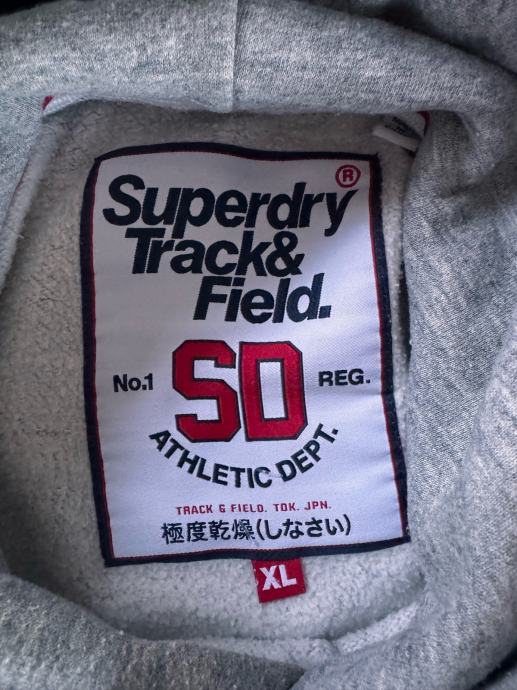 ®
Superdry
Track&
Field.
No.1 SD REG.
ATHLETIC DEPT.
TRACK & FIELD. TOK. JPN.
極度乾燥(しなさい)
XL